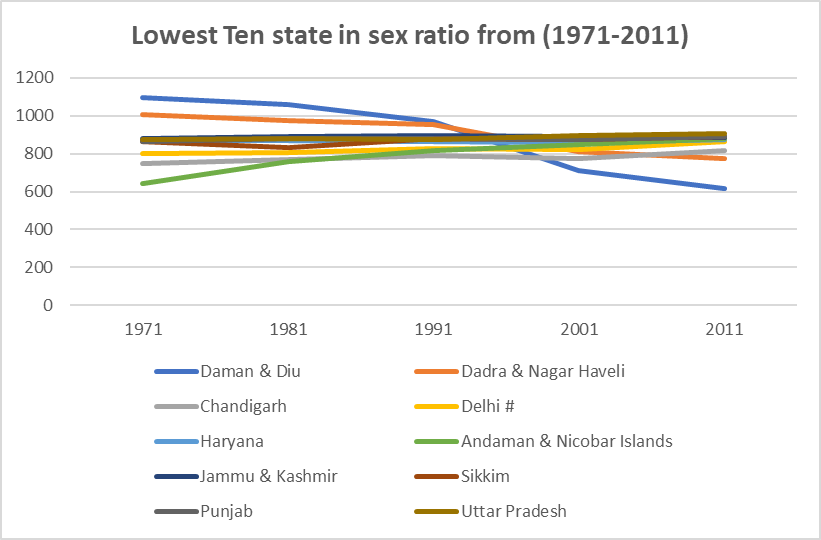 Lowest Ten state in sex ratio from (1971-2011)
1200
1000
800
600
400
200
0
1971 1981 1991 2001 2011
Daman & Diu Dadra & Nagar Haveli
Chandigarh Delhi #
Haryana Andaman & Nicobar Islands
Jammu & Kashmir Sikkim
Punjab Uttar Pradesh